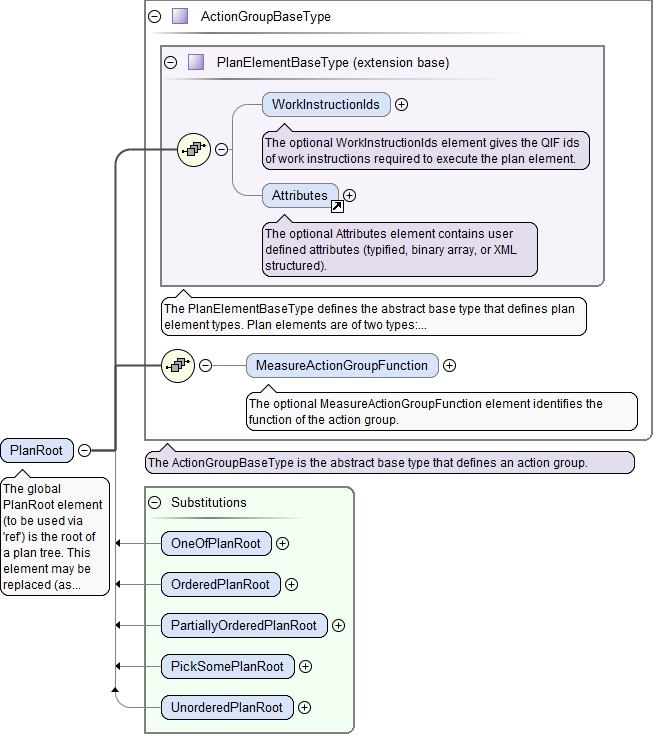 ActionGroupBaseType
PlanElementBaseType (extension base)
WorkInstructionIds
The optional WorkInstructionIds element gives the QIF ids
of work instructions required to execute the plan element.
Attributes
The optional Attributes element contains user
defined attributes (typified, binary array, or XML
structured).
The PlanElementBaseType defines the abstract base type that defines plan
element types. Plan elements are of two types:...
MeasureActionGroupFunction
The optional MeasureActionGroupFunction element identifies the
function of the action group.
PlanRoot
The global
PlanRoot element
(to be used via
'ref') is the root of
a plan tree. This
element may be
replaced (as...
The ActionGroupBaseType is the abstract base type that defines an action group.
Substitutions
OneOfPlanRoot
OrderedPlanRoot
PartiallyOrderedPlanRoot
PickSomePlanRoot
UnorderedPlanRoot